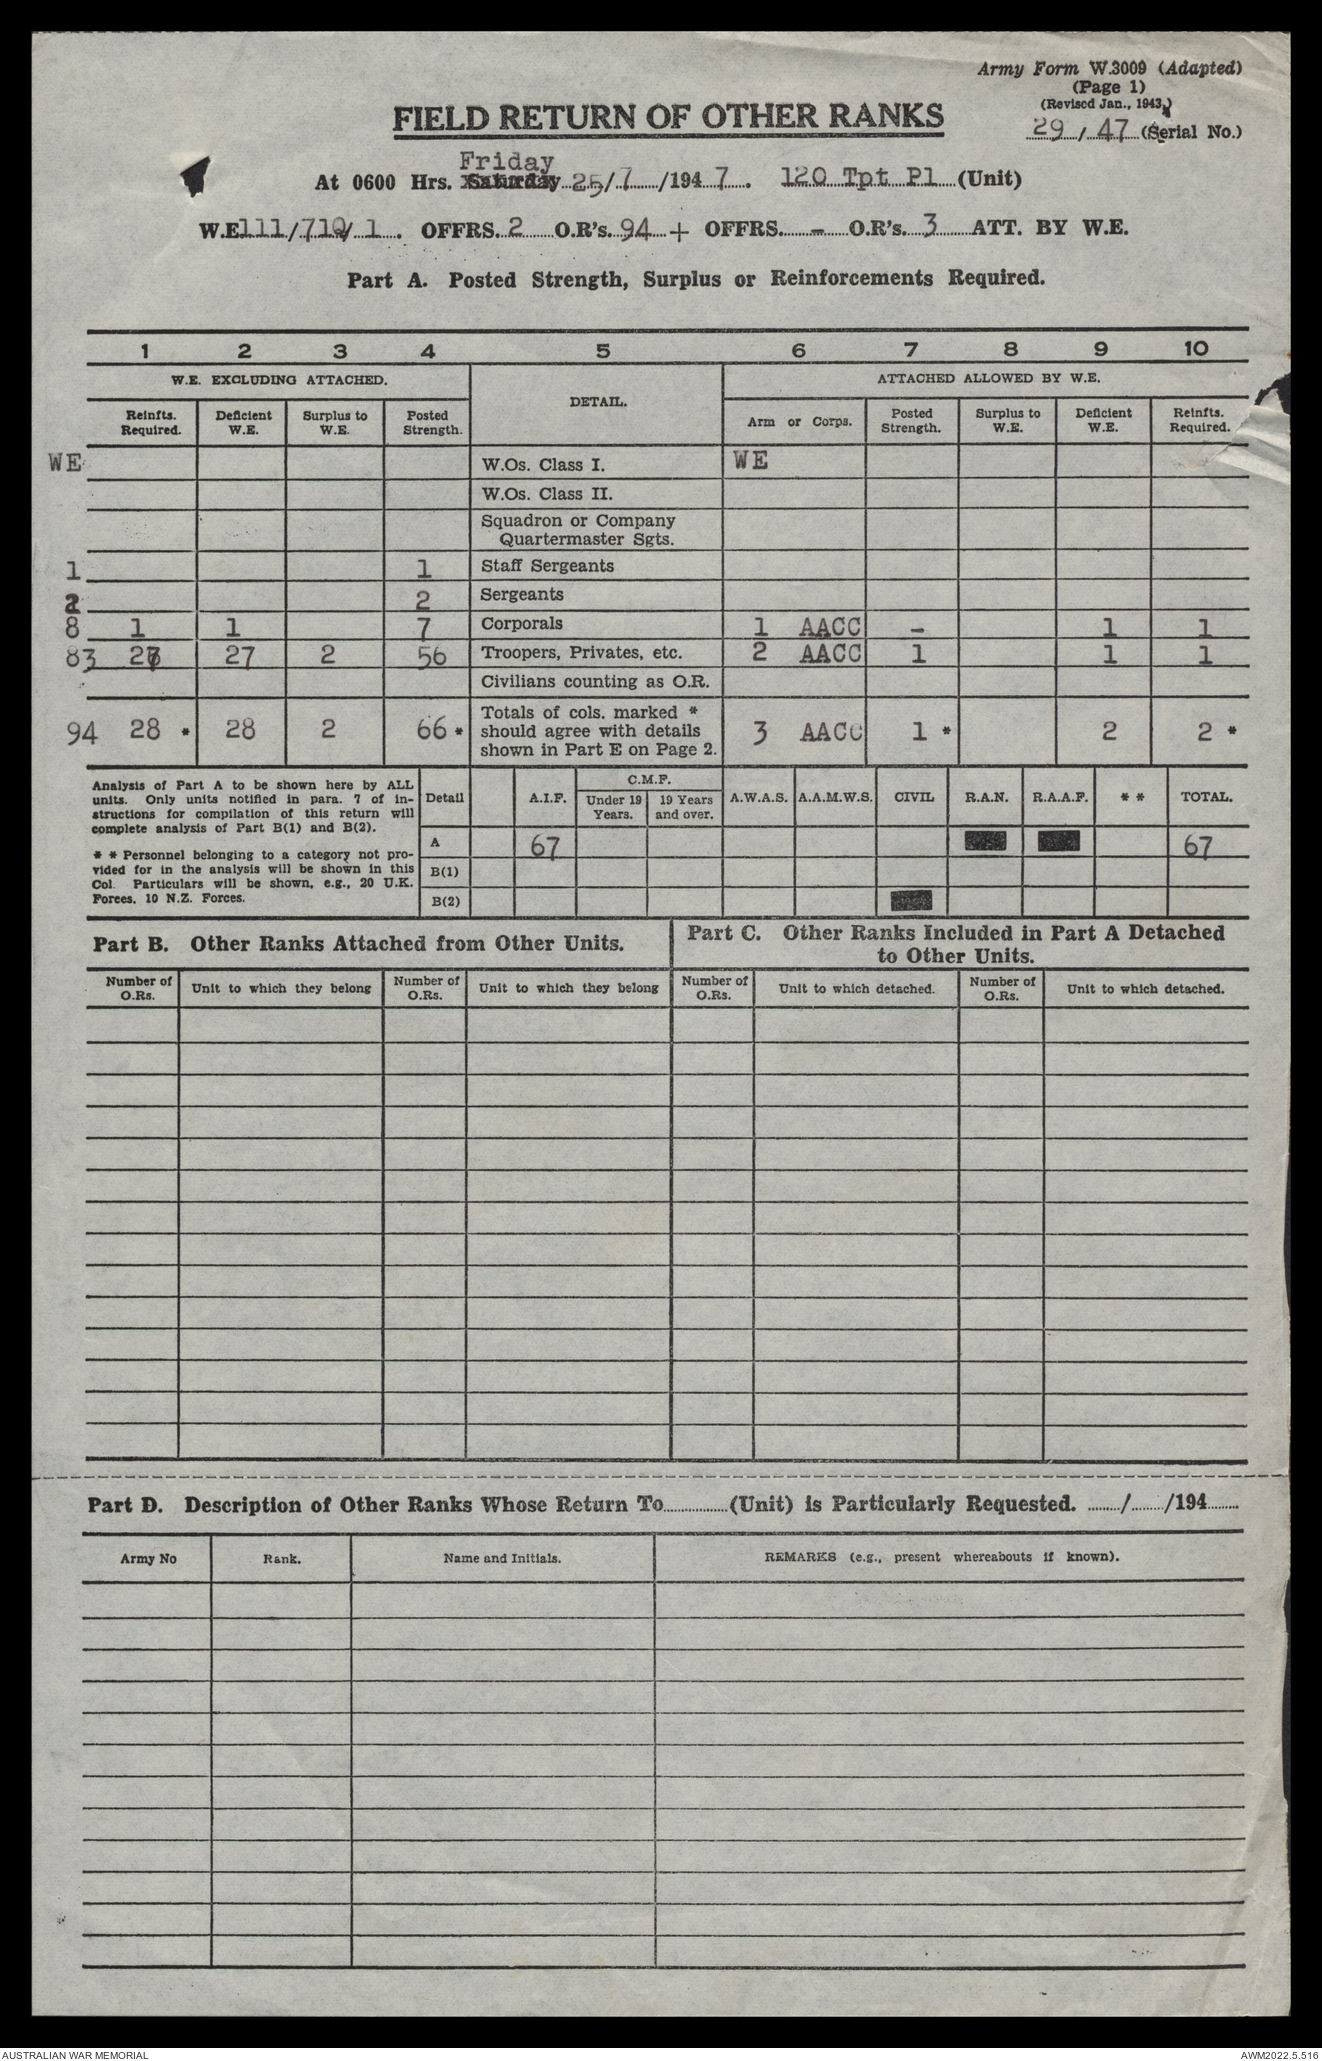 Army Form W.3009 (Adapted)
(Page 1)
(Revised Jan., 1943.)
29/47 (Serial No.)
FIELD RETURN OF OTHER RANKS
Friday
At 0600 Hrs. Saturday 25/7/1947. 120 Tpt Pl (Unit)
W.E. 111/710/1. OFFRS. 2 O.R's. 94 + OFFRS. - O.R's. 3 ATT. BY W.E.
Part A. Posted Strength, Surplus or Reinforcements Required.
1 2 3 4 5 6 7 8 9 10
W.E. EXCLUDING ATTACHED. DETAIL. ATTACHED ALLOWED BY W.E.
Reinfts. Required. Deficient W.E. Surplus to W.E. Posted Strength. Arm or Corps. Posted Strength. Surplus to W.E. Deficient W.E. Reinfts. Required.
WE W.Os. Class I. WE
W.Os. Class II.
Squadron or Company
Quartermaster Sgts.
1 1 Staff Sergeants
2 2 Sergeants
8 1 1 7 Corporals 1 AACC - 1 1
83 27 27 2 56 Troopers, Privates, etc. 2 AACC 1 1 1
Civilians counting as O.R.
Totals of cols. marked *
94 28 * 28 2 66 * should agree with details 3 AACC 1 * 2 2 *
shown in Part E on Page 2.
Analysis of Part A to be shown here by ALL
units. Only units notified in para. 7 of in-
structions for compilation of this return will
complete analysis of Part B(1) and B(2).
* * Personnel belonging to a category not pro-
vided for in the analysis will be shown in this
Col. Particulars will be shown, e.g., 20 U.K.
Forces, 10 N.Z. Forces.
C.M.F.
Detail A.I.F. Under 19 Years. 19 Years and over. A.W.A.S. A.A.M.W.S. CIVIL R.A.N. R.A.A.F. * * TOTAL.
A 67 67
B(1)
B(2)
Part B. Other Ranks Attached from Other Units.
Part C. Other Ranks Included in Part A Detached
to Other Units.
Number of O.Rs. Unit to which they belong Number of O.Rs. Unit to which they belong Number of O.Rs. Unit to which detached. Number of O.Rs. Unit to which detached.
Part D. Description of Other Ranks Whose Return To............(Unit) is Particularly Requested. ......./......./194.......
Army No Rank. Name and Initials. REMARKS (e.g., present whereabouts if known).
AUSTRALIAN WAR MEMORIAL AWM2022.5.516